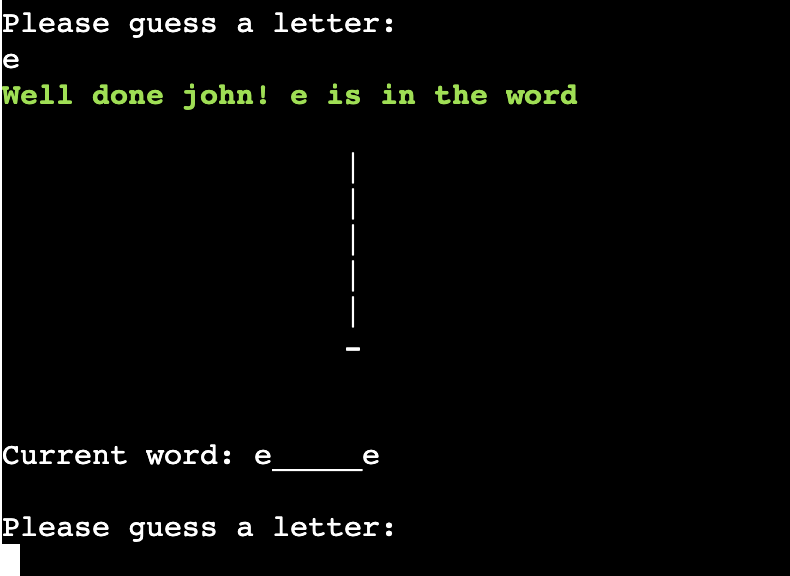 Please guess a letter:
e
Well done john! e is in the word
Current word: e_____e
Please guess a letter: